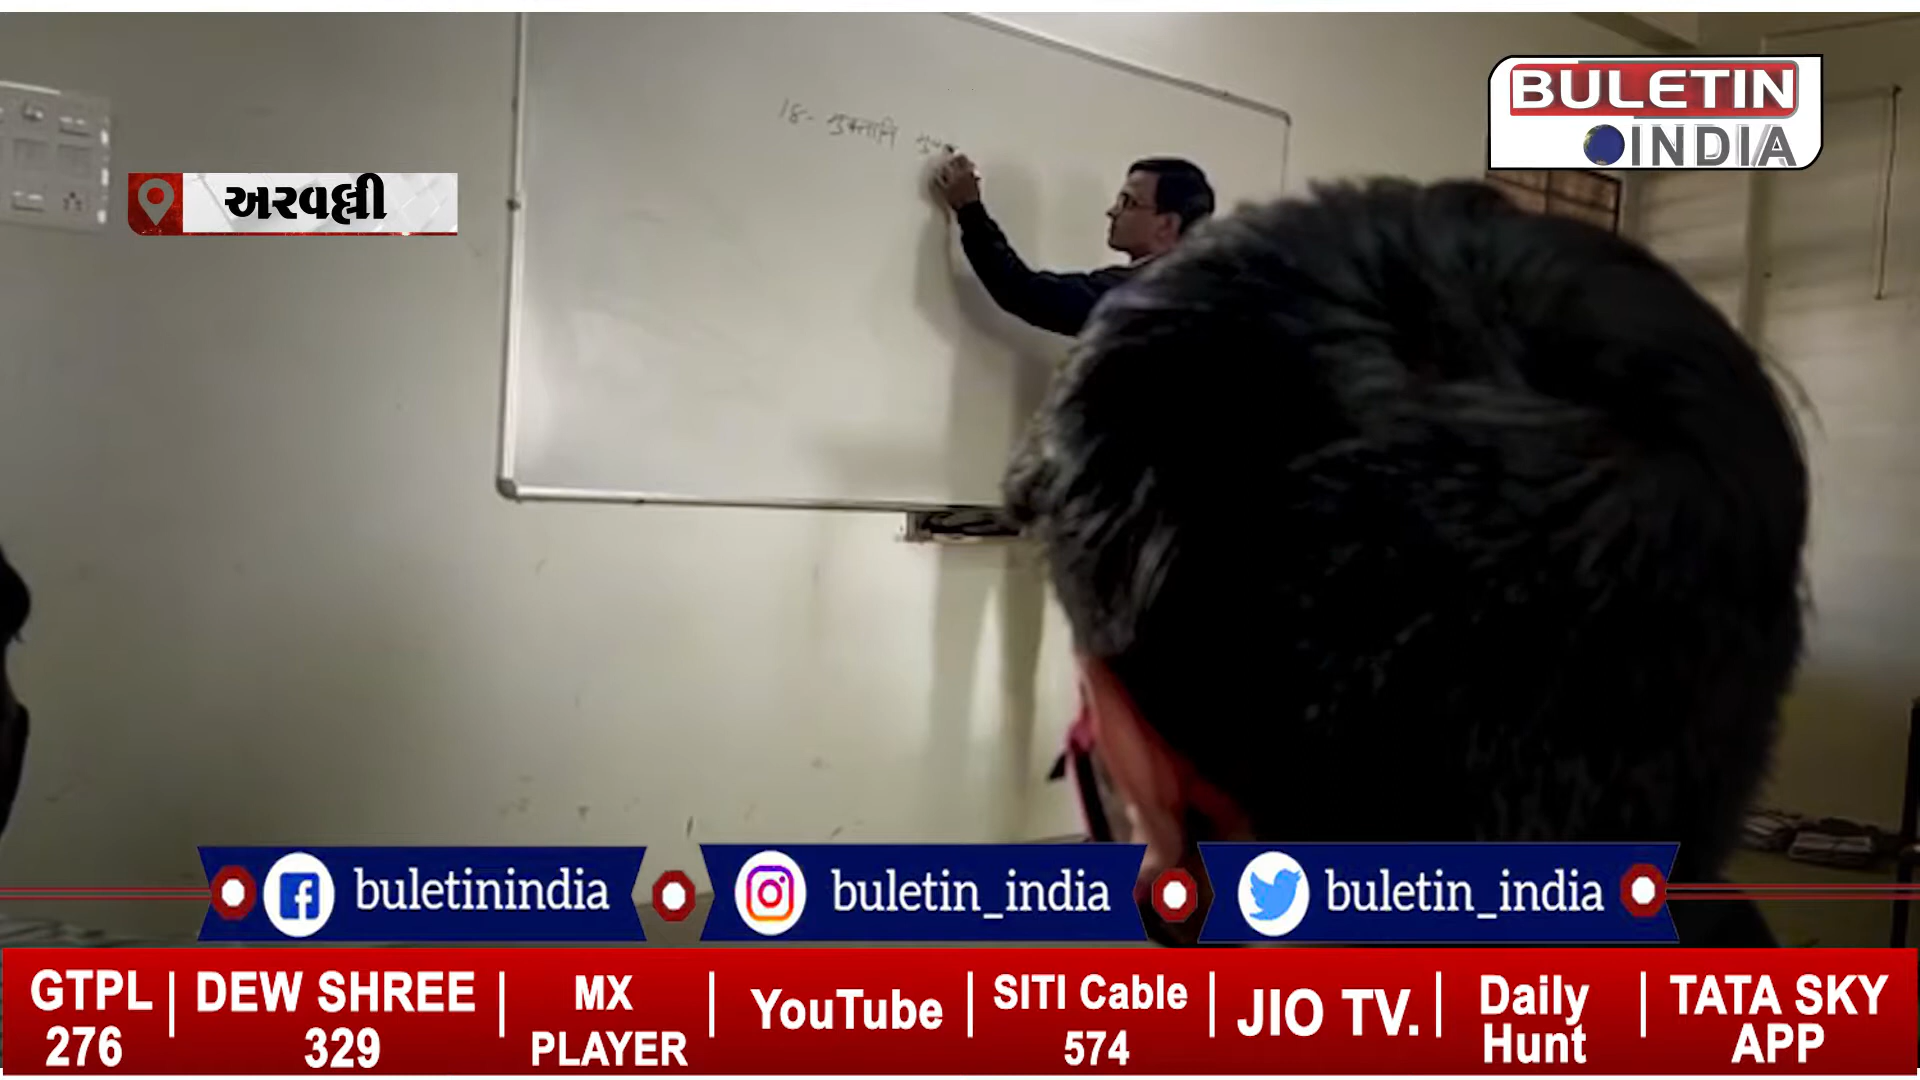 BULETIN
INDIA
અરવલ્લી
buletinindia
buletin_india
buletin_india
GTPL
276
DEW SHREE
329
MX
PLAYER
YouTube
SITI Cable
574
JIO TV.
Daily
Hunt
TATA SKY
APP